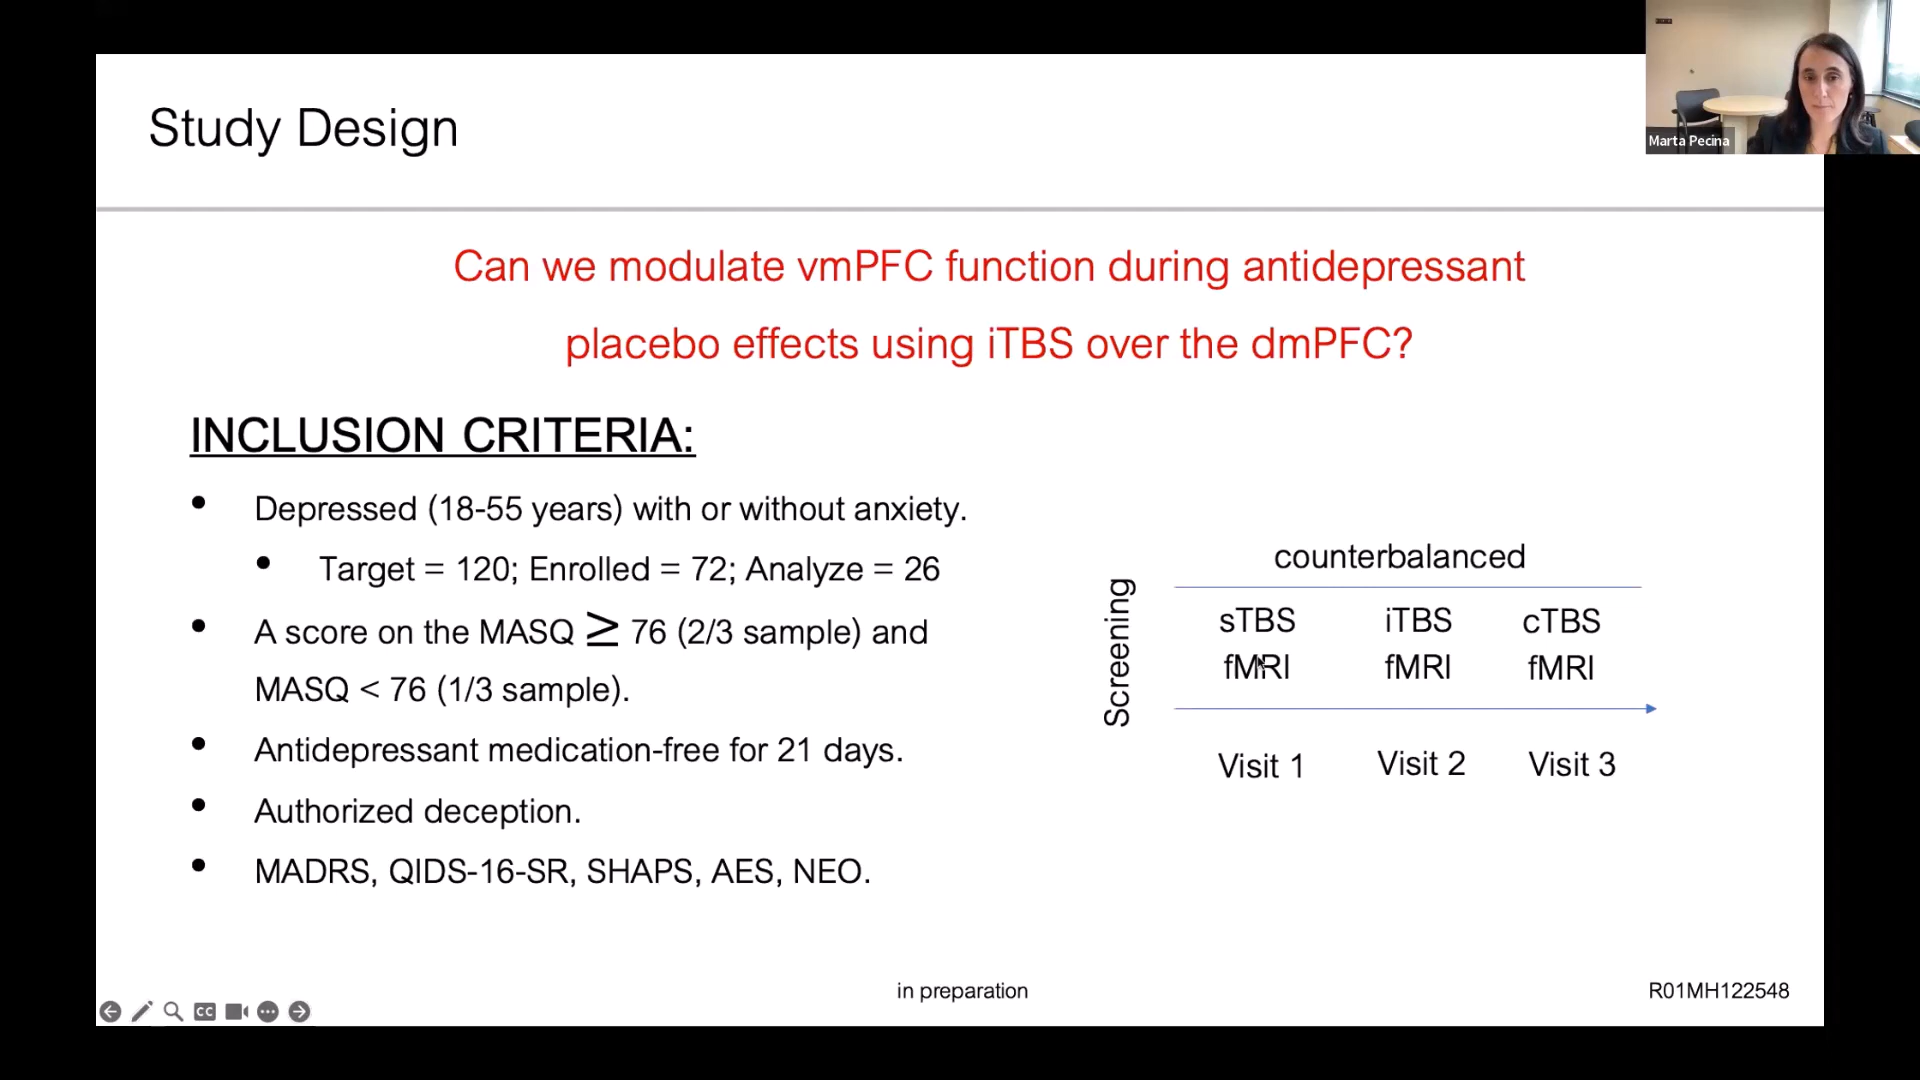 Study Design
Marta Pecina
Can we modulate vmPFC function during antidepressant
placebo effects using iTBS over the dmPFC?
INCLUSION CRITERIA:
• Depressed (18-55 years) with or without anxiety.
• Target = 120; Enrolled = 72; Analyze = 26
• A score on the MASQ ≥ 76 (2/3 sample) and
MASQ < 76 (1/3 sample).
• Antidepressant medication-free for 21 days.
• Authorized deception.
• MADRS, QIDS-16-SR, SHAPS, AES, NEO.
Screening
counterbalanced
sTBS iTBS cTBS
fMRI fMRI fMRI
Visit 1 Visit 2 Visit 3
in preparation
R01MH122548
CC